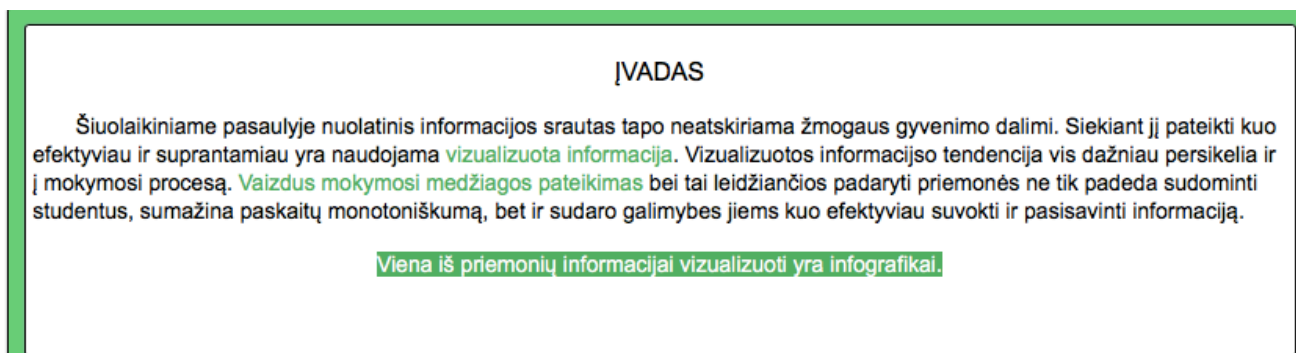 ĮVADAS
Šiuolaikiniame pasaulyje nuolatinis informacijos srautas tapo neatskiriama žmogaus gyvenimo dalimi. Siekiant jį pateikti kuo
efektyviau ir suprantamiau yra naudojama vizualizuota informacija. Vizualizuotos informacijso tendencija vis dažniau persikelia ir
į mokymosi procesą. Vaizdus mokymosi medžiagos pateikimas bei tai leidžiančios padaryti priemonės ne tik padeda sudominti
studentus, sumažina paskaitų monotoniškumą, bet ir sudaro galimybes jiems kuo efektyviau suvokti ir pasisavinti informaciją.
Viena iš priemonių informacijai vizualizuoti yra infografikai.